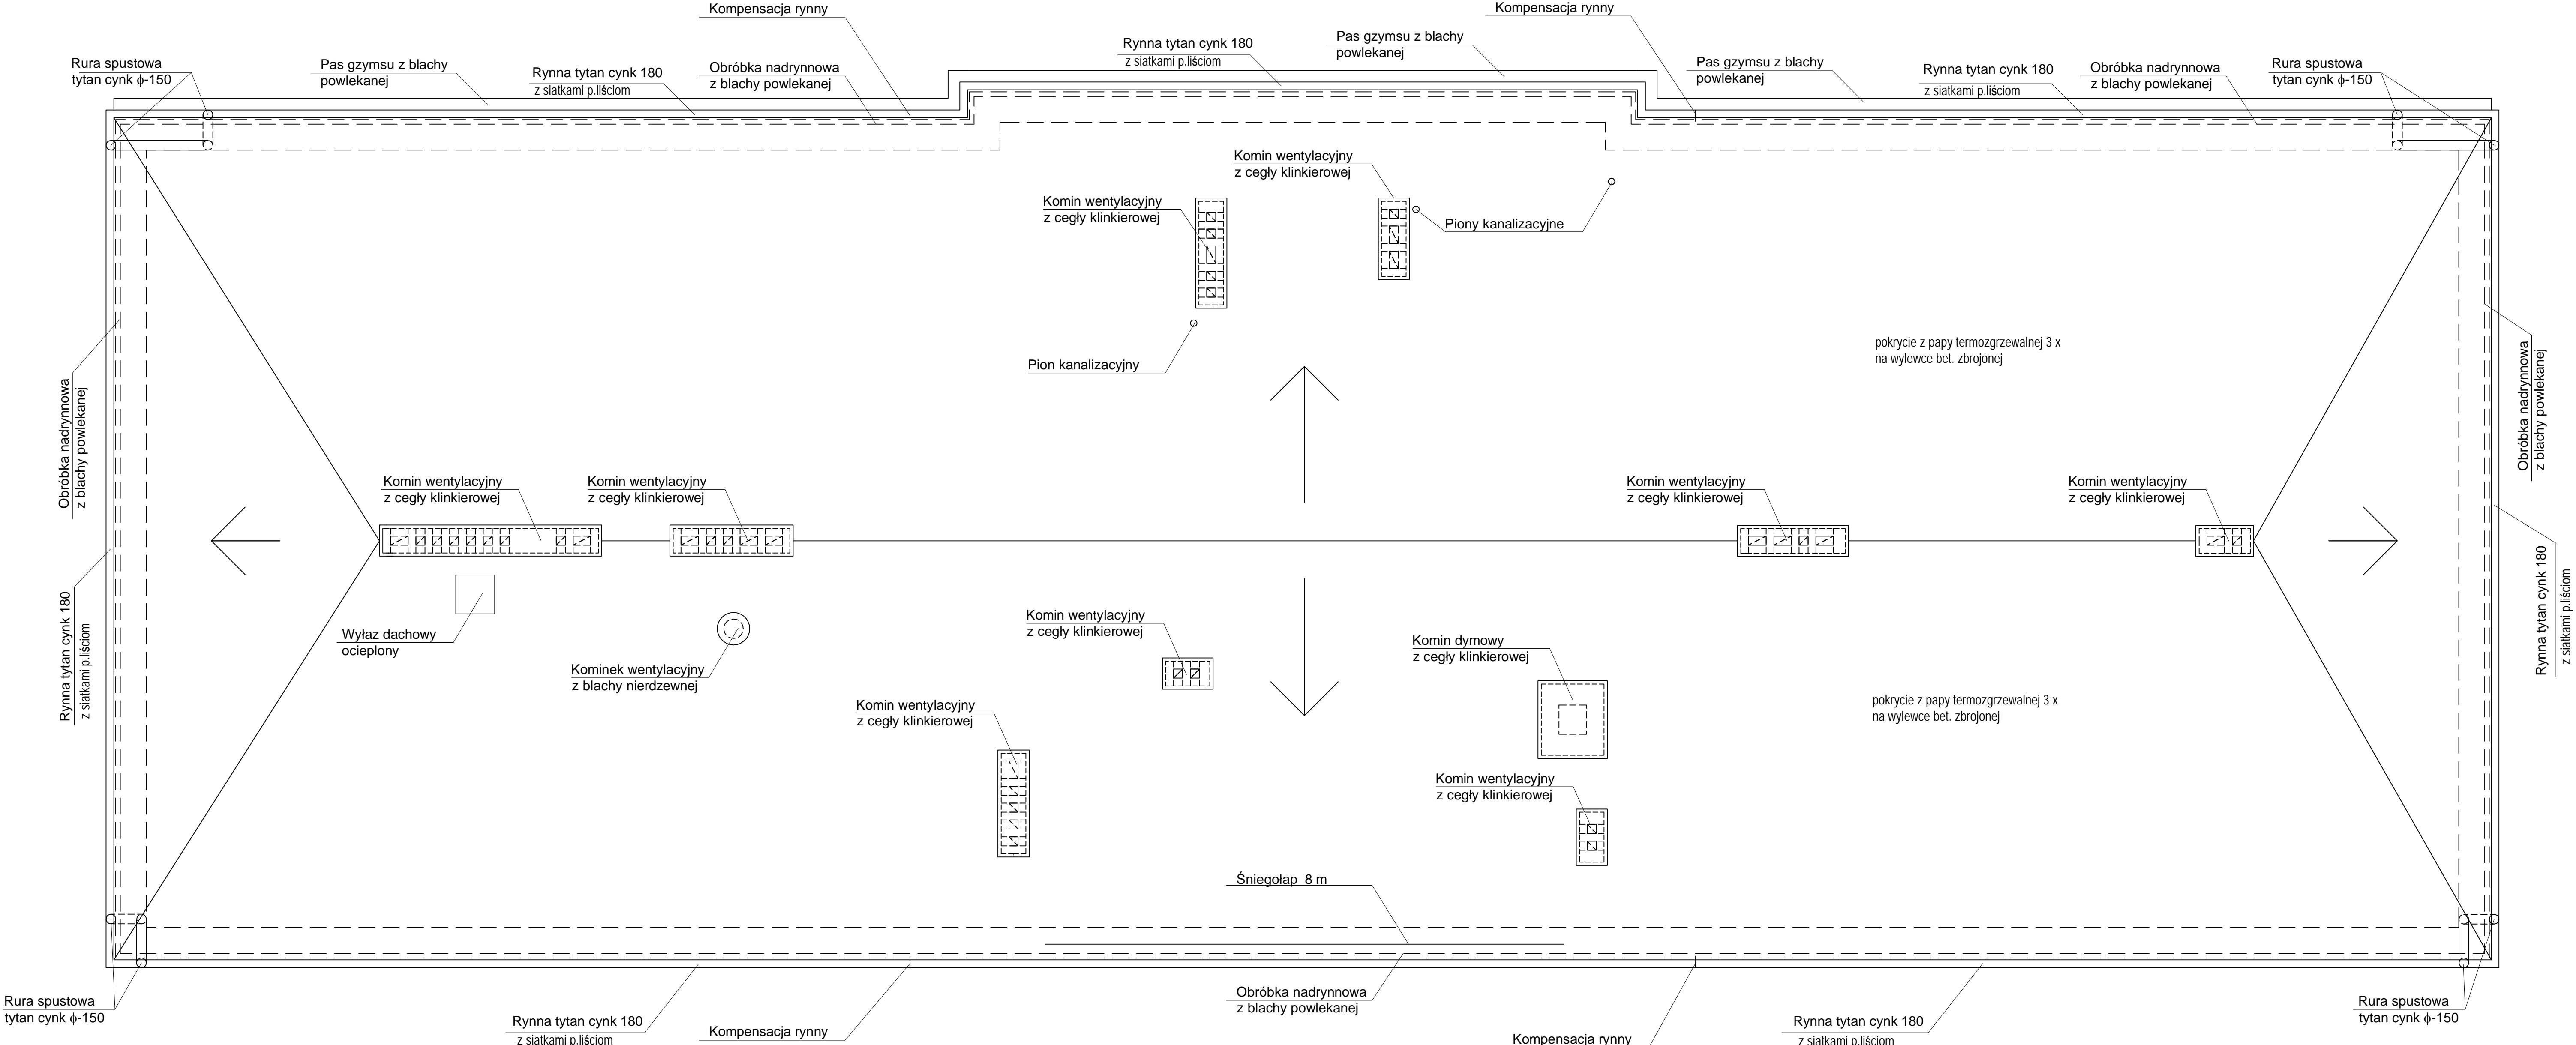 Kompensacja rynny
Kompensacja rynny
Rura spustowa
tytan cynk ϕ-150
Pas gzymsu z blachy
powlekanej
Rynna tytan cynk 180
z siatkami p.liściom
Obróbka nadrynnowa
z blachy powlekanej
Rynna tytan cynk 180
z siatkami p.liściom
Pas gzymsu z blachy
powlekanej
Pas gzymsu z blachy
powlekanej
Rynna tytan cynk 180
z siatkami p.liściom
Obróbka nadrynnowa
z blachy powlekanej
Rura spustowa
tytan cynk ϕ-150
Komin wentylacyjny
z cegły klinkierowej
Komin wentylacyjny
z cegły klinkierowej
Piony kanalizacyjne
Pion kanalizacyjny
pokrycie z papy termozgrzewalnej 3 x
na wylewce bet. zbrojonej
Obróbka nadrynnowa
z blachy powlekanej
Obróbka nadrynnowa
z blachy powlekanej
Komin wentylacyjny
z cegły klinkierowej
Komin wentylacyjny
z cegły klinkierowej
Komin wentylacyjny
z cegły klinkierowej
Komin wentylacyjny
z cegły klinkierowej
Rynna tytan cynk 180
z siatkami p.liściom
Rynna tytan cynk 180
z siatkami p.liściom
Wyłaz dachowy
ocieplony
Kominek wentylacyjny
z blachy nierdzewnej
Komin wentylacyjny
z cegły klinkierowej
Komin dymowy
z cegły klinkierowej
Komin wentylacyjny
z cegły klinkierowej
pokrycie z papy termozgrzewalnej 3 x
na wylewce bet. zbrojonej
Komin wentylacyjny
z cegły klinkierowej
Śniegołap 8 m
Rura spustowa
tytan cynk ϕ-150
Obróbka nadrynnowa
z blachy powlekanej
Rura spustowa
tytan cynk ϕ-150
Rynna tytan cynk 180
z siatkami p.liściom
Kompensacja rynny
Kompensacja rynny
Rynna tytan cynk 180
z siatkami p.liściom